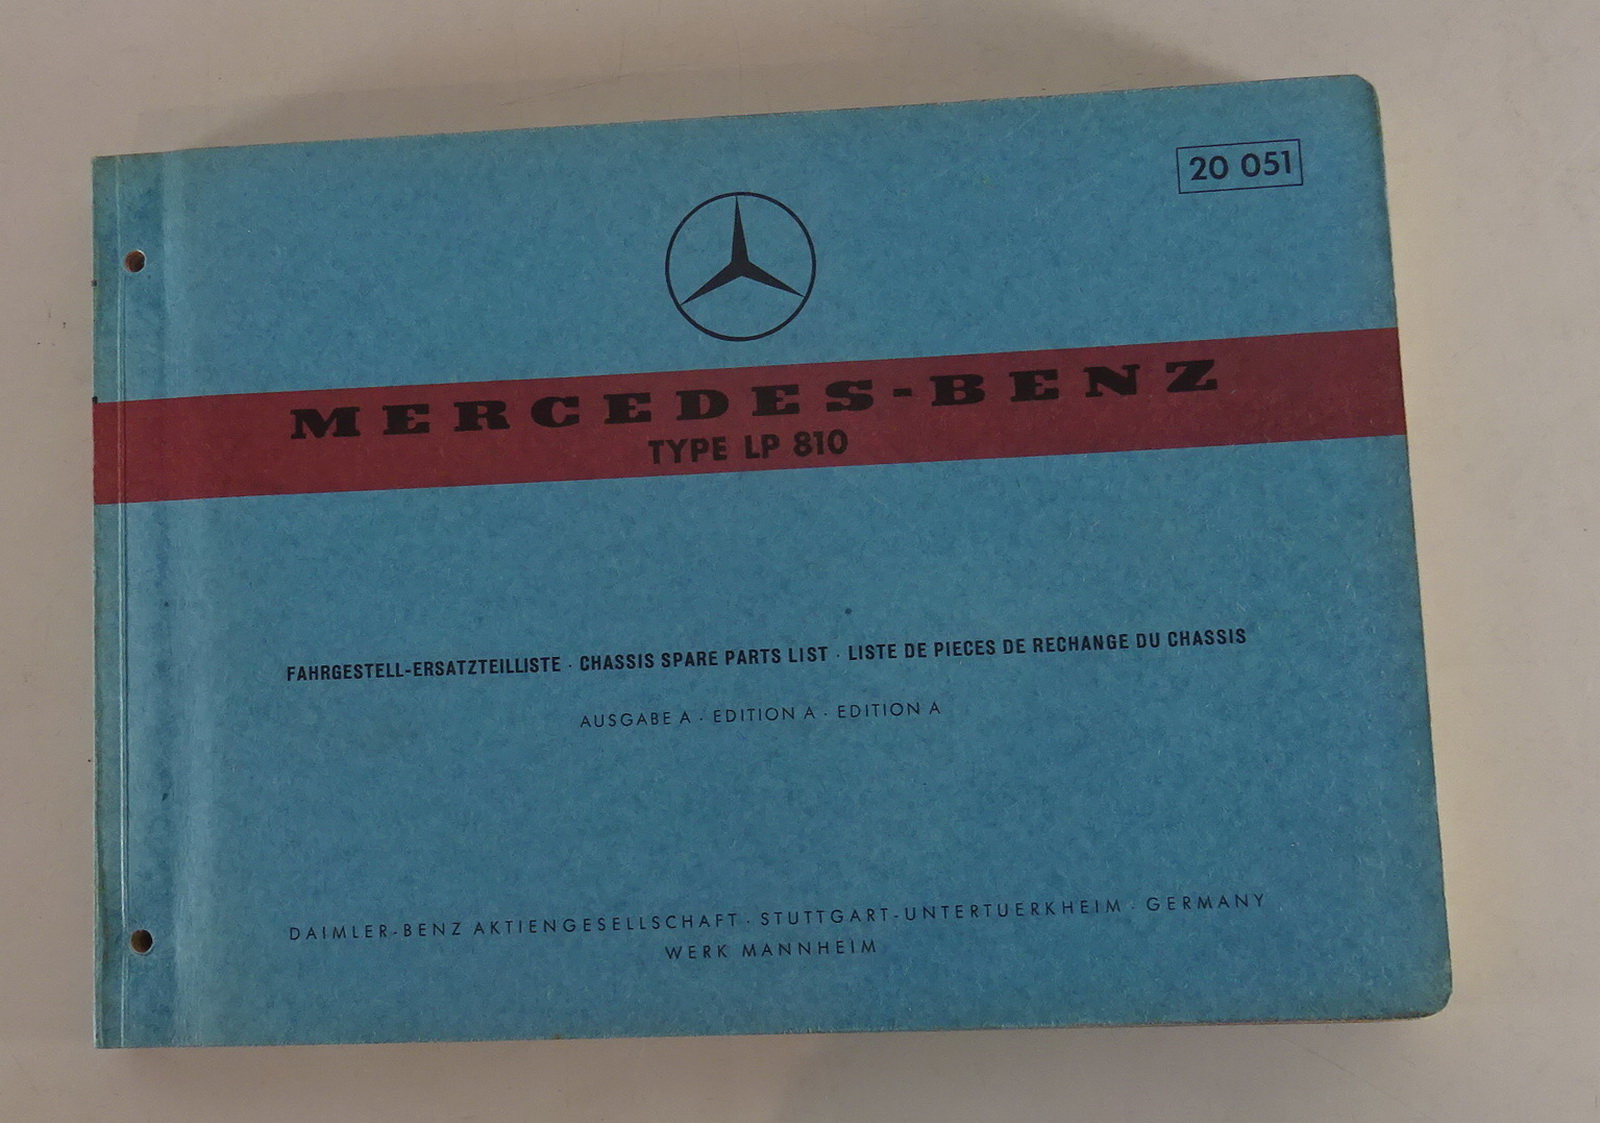 20 051
MERCEDES-BENZ
TYPE LP 810
FAHRGESTELL-ERSATZTEILLISTE · CHASSIS SPARE PARTS LIST · LISTE DE PIECES DE RECHANGE DU CHASSIS
AUSGABE A · EDITION A · EDITION A
DAIMLER-BENZ AKTIENGESELLSCHAFT · STUTTGART-UNTERTUERKHEIM · GERMANY
WERK MANNHEIM